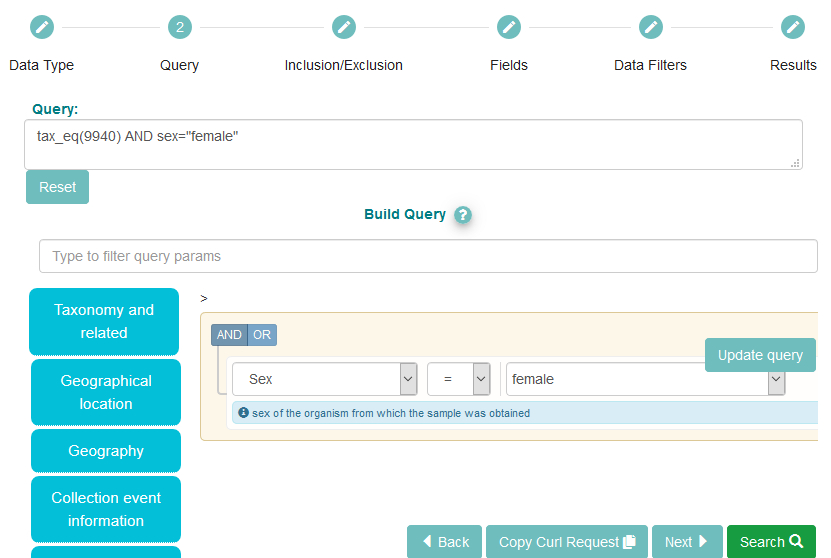 2
Data Type
Query
Inclusion/Exclusion
Fields
Data Filters
Results
Query:
tax_eq(9940) AND sex="female"
Reset
Build Query ?
Type to filter query params
Taxonomy and
related
Geographical
location
Geography
Collection event
information
>
AND OR
Update query
Sex
=
female
sex of the organism from which the sample was obtained
Back
Copy Curl Request
Next
Search